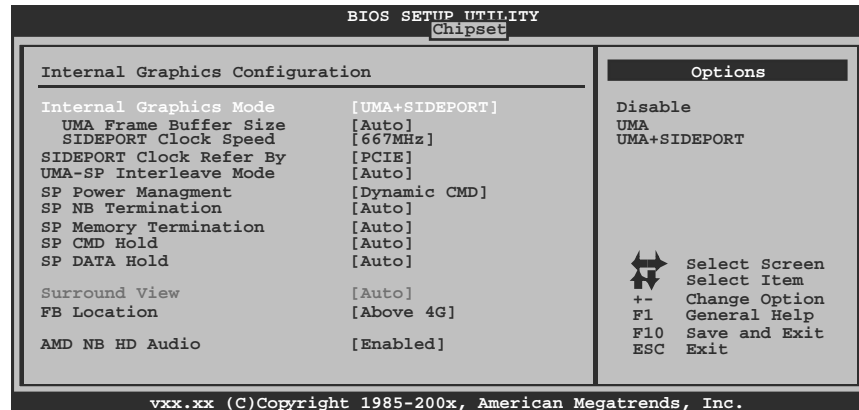 BIOS SETUP UTILITY
Chipset
Internal Graphics Configuration
Internal Graphics Mode [UMA+SIDEPORT]
UMA Frame Buffer Size [Auto]
SIDEPORT Clock Speed [667MHz]
SIDEPORT Clock Refer By [PCIE]
UMA-SP Interleave Mode [Auto]
SP Power Managment [Dynamic CMD]
SP NB Termination [Auto]
SP Memory Termination [Auto]
SP CMD Hold [Auto]
SP DATA Hold [Auto]
Surround View [Auto]
FB Location [Above 4G]
AMD NB HD Audio [Enabled]
Options
Disable
UMA
UMA+SIDEPORT
Select Screen
Select Item
+- Change Option
F1 General Help
F10 Save and Exit
ESC Exit
vxx.xx (C)Copyright 1985-200x, American Megatrends, Inc.